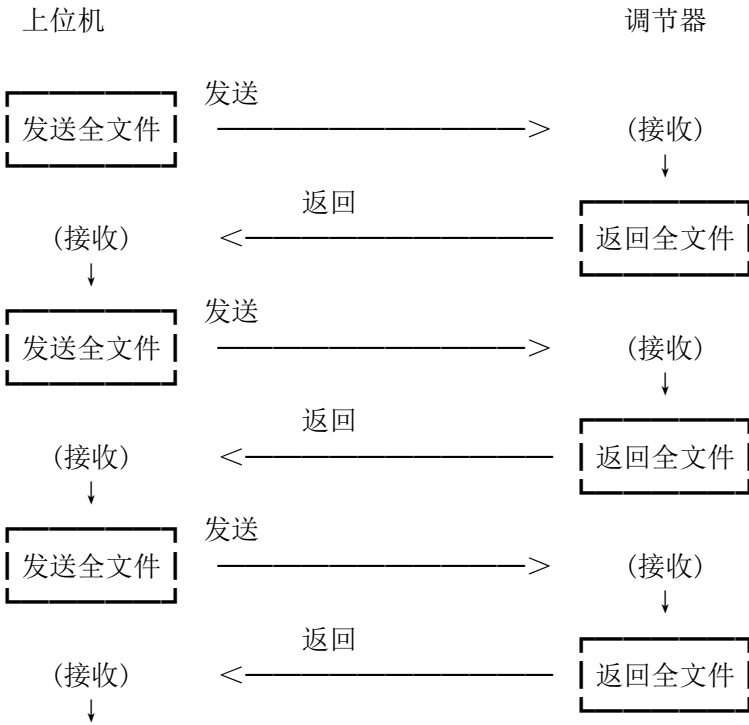 上位机 调节器
发送
发送全文件 (接收)
返回
(接收) 返回全文件
发送
发送全文件 (接收)
返回
(接收) 返回全文件
发送
发送全文件 (接收)
返回
(接收) 返回全文件